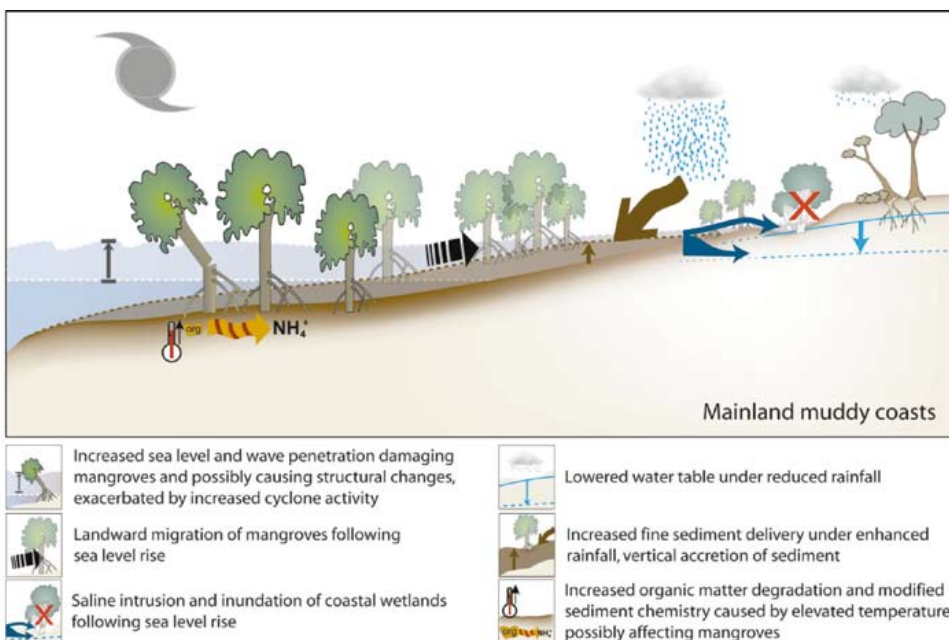 org
NH₄⁺
Mainland muddy coasts
Increased sea level and wave penetration damaging
mangroves and possibly causing structural changes,
exacerbated by increased cyclone activity
Landward migration of mangroves following
sea level rise
Saline intrusion and inundation of coastal wetlands
following sea level rise
Lowered water table under reduced rainfall
Increased fine sediment delivery under enhanced
rainfall, vertical accretion of sediment
org
NH₄⁺
Increased organic matter degradation and modified
sediment chemistry caused by elevated temperature
possibly affecting mangroves